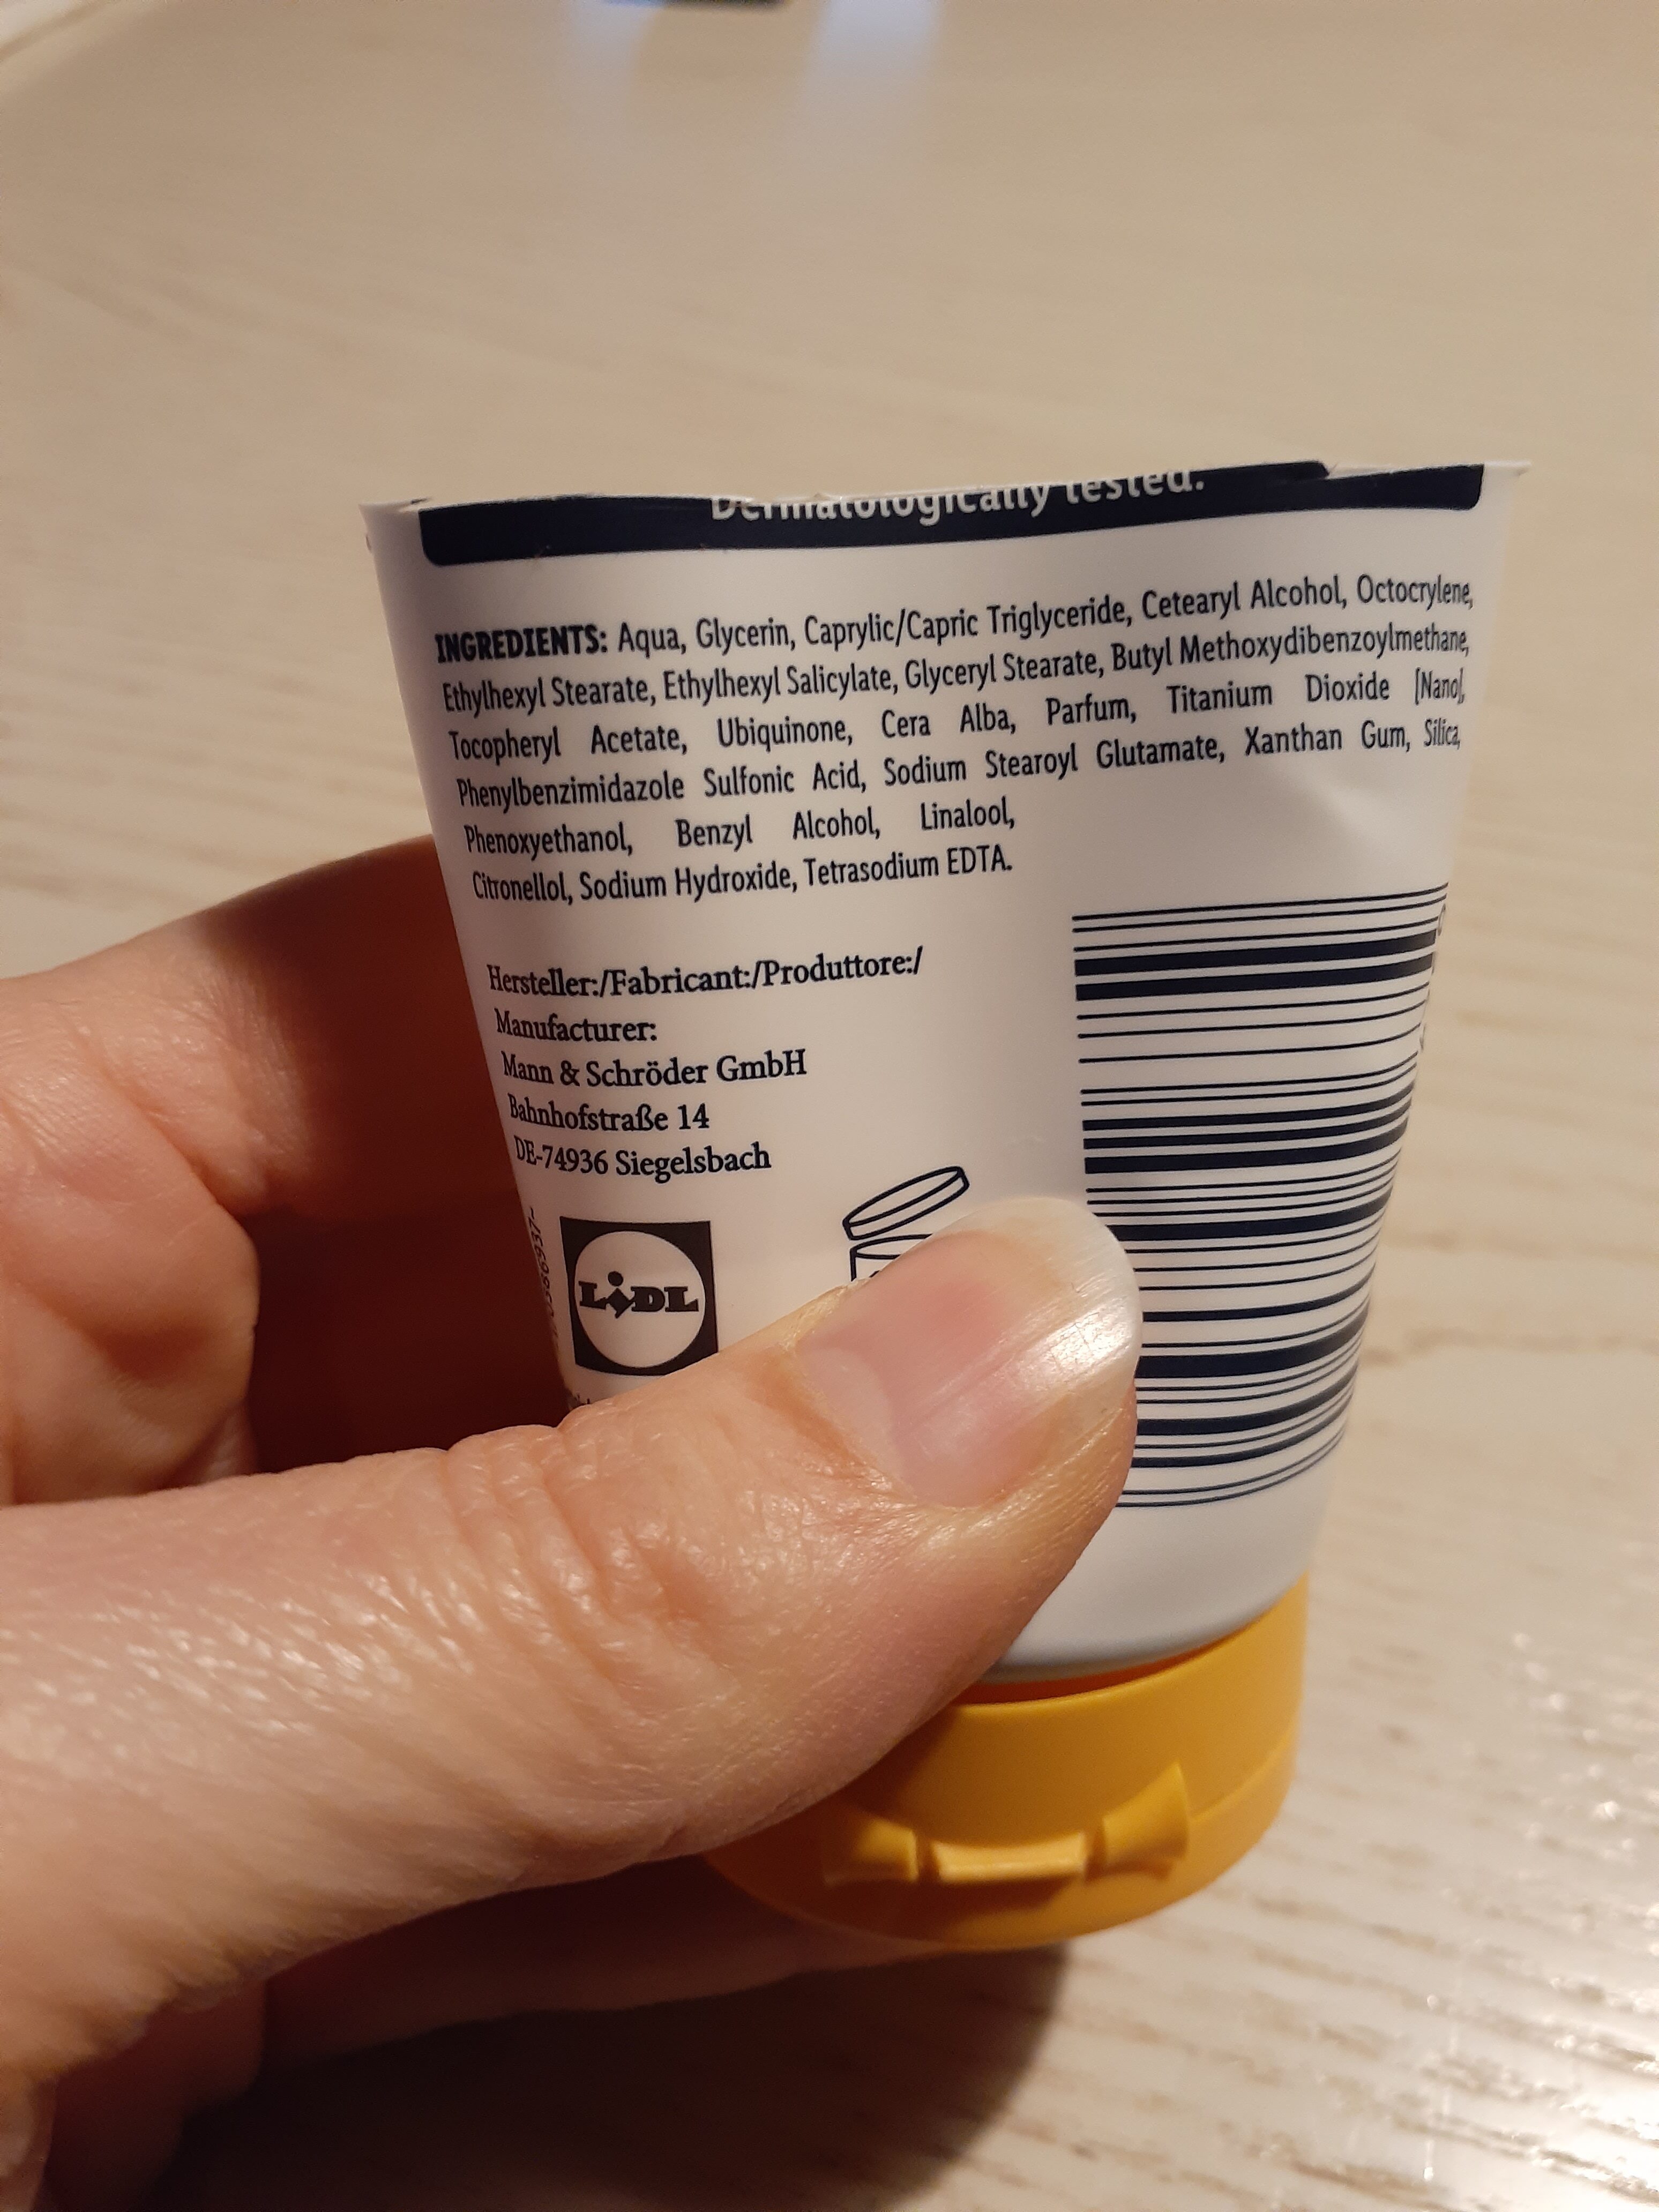 Dermatologically tested.
INGREDIENTS: Aqua, Glycerin, Caprylic/Capric Triglyceride, Cetearyl Alcohol, Octocrylene,
Ethylhexyl Stearate, Ethylhexyl Salicylate, Glyceryl Stearate, Butyl Methoxydibenzoylmethane,
Tocopheryl Acetate, Ubiquinone, Cera Alba, Parfum, Titanium Dioxide [Nano],
Phenylbenzimidazole Sulfonic Acid, Sodium Stearoyl Glutamate, Xanthan Gum, Silica,
Phenoxyethanol, Benzyl Alcohol, Linalool,
Citronellol, Sodium Hydroxide, Tetrasodium EDTA.
Hersteller:/Fabricant:/Produttore:/
Manufacturer:
Mann & Schröder GmbH
Bahnhofstraße 14
DE-74936 Siegelsbach
LIDL